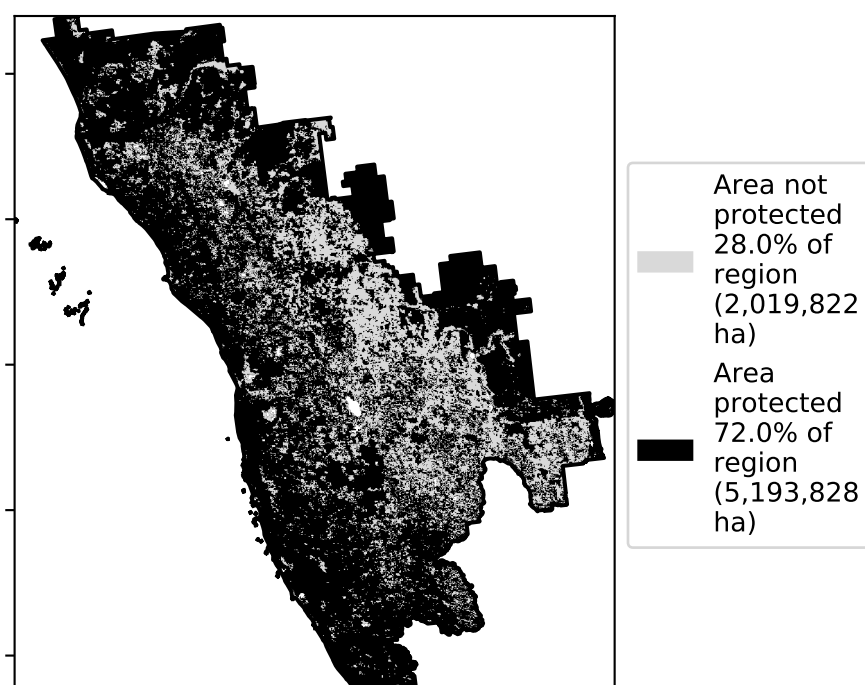 Area not
protected
28.0% of
region
(2,019,822
ha)
Area
protected
72.0% of
region
(5,193,828
ha)